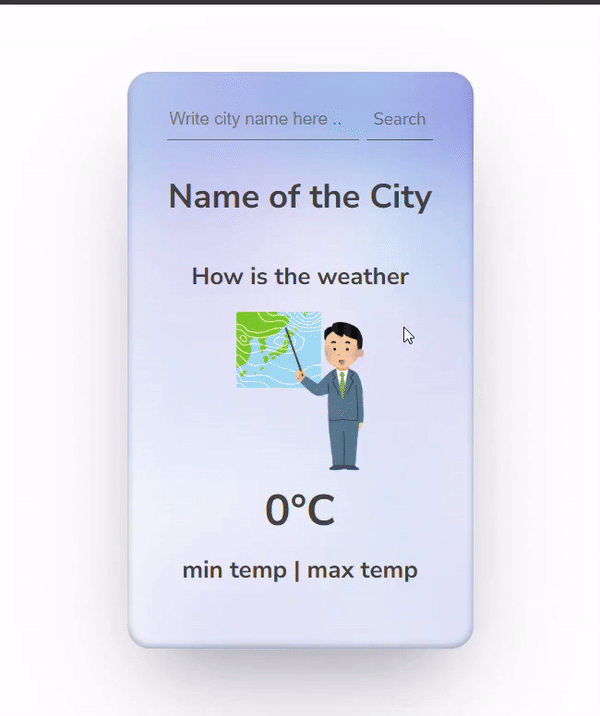 Write city name here .. Search
Name of the City
How is the weather
0°C
min temp | max temp